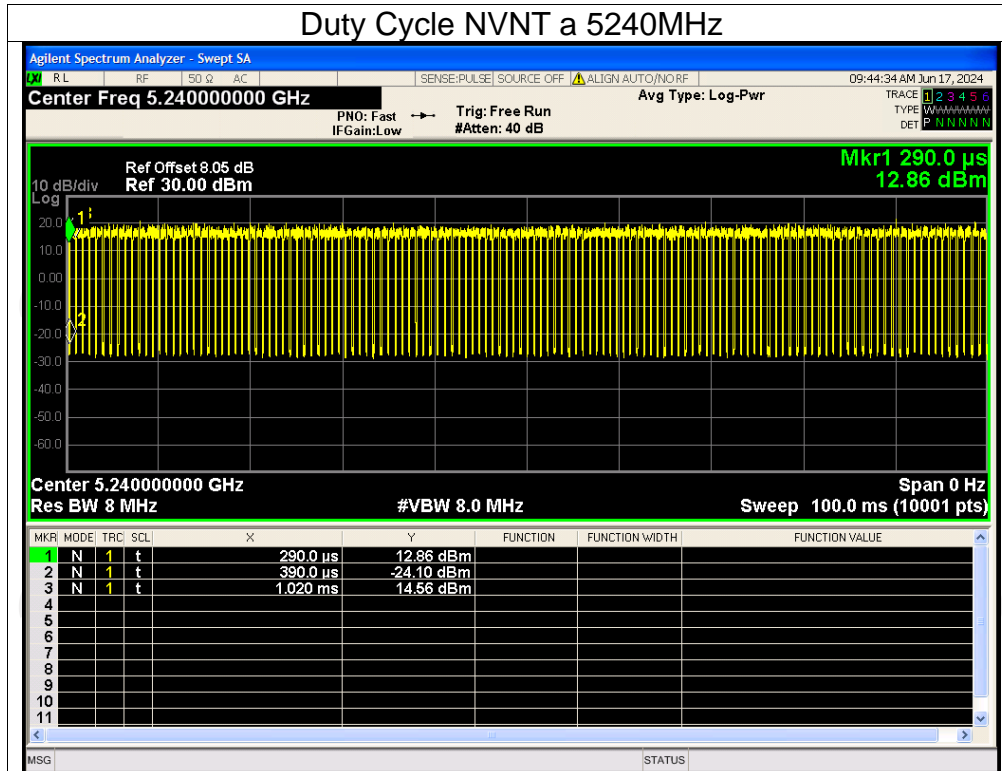 Duty Cycle NVNT a 5240MHz
Agilent Spectrum Analyzer - Swept SA
LXI RL RF 50 Ω AC SENSE:PULSE SOURCE OFF ALIGN AUTO/NO RF 09:44:34 AM Jun 17, 2024
Center Freq 5.240000000 GHz Avg Type: Log-Pwr TRACE 1 2 3 4 5 6
PNO: Fast Trig: Free Run TYPE WWWWWW
IFGain:Low #Atten: 40 dB DET P N N N N N
Mkr1 290.0 µs
Ref Offset 8.05 dB 12.86 dBm
10 dB/div Ref 30.00 dBm
Log
20.0 1
10.0
0.00
-10.0
2
-20.0
-30.0
-40.0
-50.0
-60.0
Center 5.240000000 GHz Span 0 Hz
Res BW 8 MHz #VBW 8.0 MHz Sweep 100.0 ms (10001 pts)
MKR MODE TRC SCL X Y FUNCTION FUNCTION WIDTH FUNCTION VALUE
1 N 1 t 290.0 µs 12.86 dBm
2 N 1 t 390.0 µs -24.10 dBm
3 N 1 t 1.020 ms 14.56 dBm
4
5
6
7
8
9
10
11
MSG STATUS